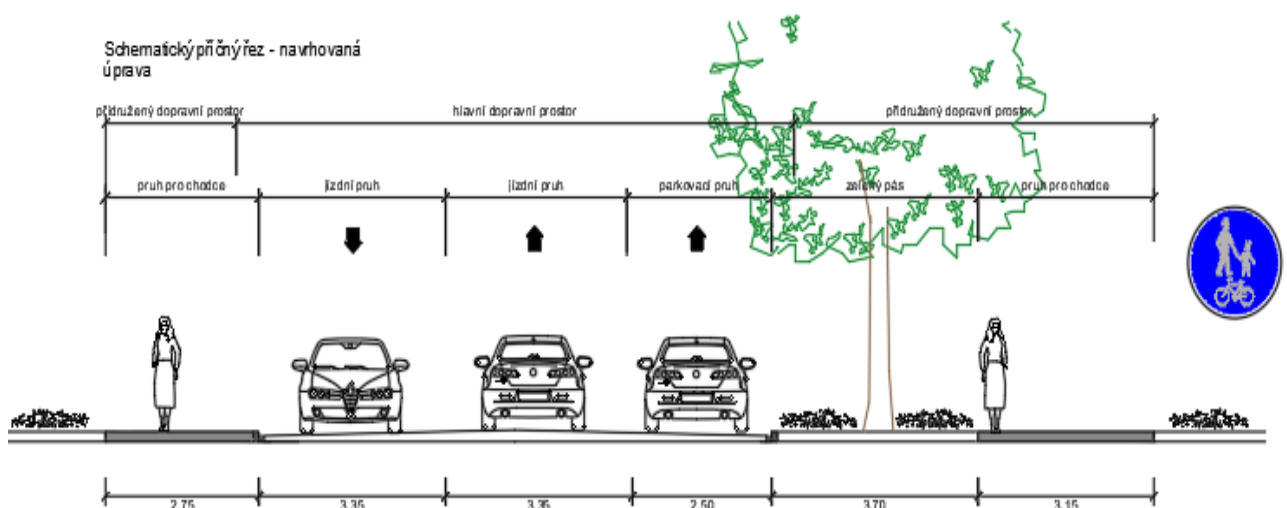 Schematický příčný řez - navrhovaná
úprava
přidružený dopravní prostor hlavní dopravní prostor přidružený dopravní prostor
pruh pro chodce jízdní pruh jízdní pruh parkovací pruh zelený pás pruh pro chodce
2.75 3.35 3.35 2.50 3.70 3.15